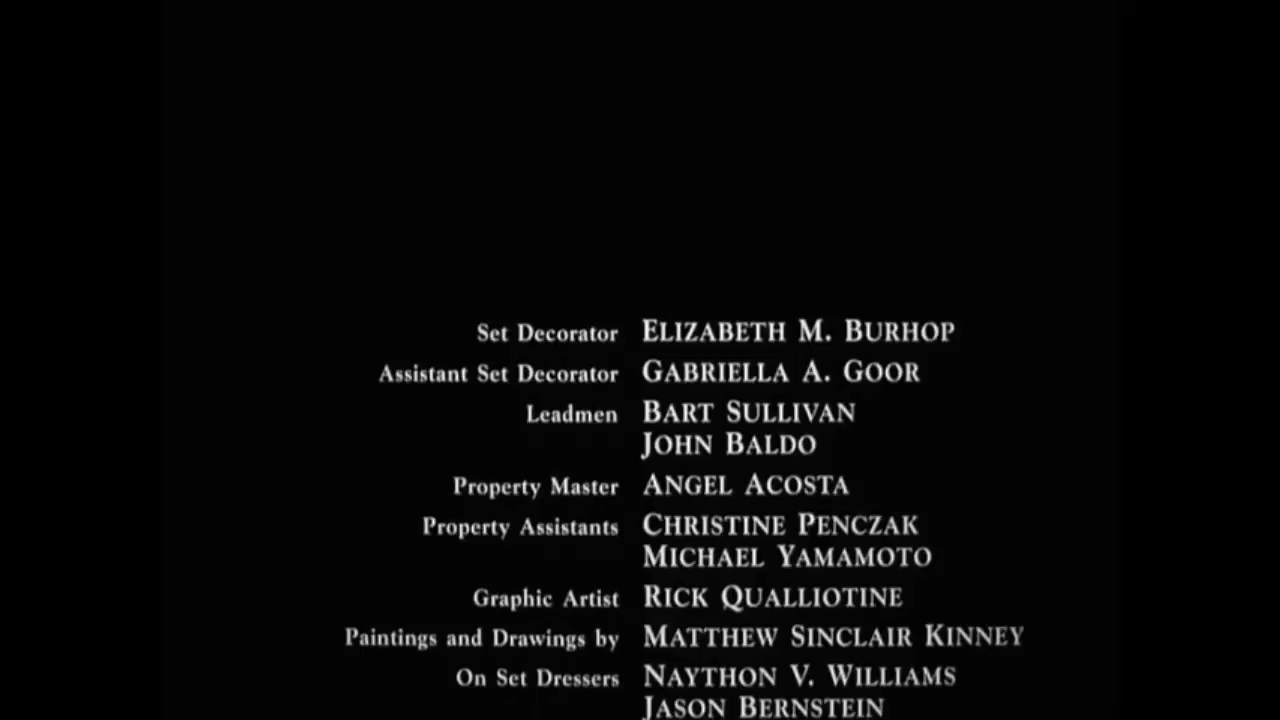 Set Decorator ELIZABETH M. BURHOP
Assistant Set Decorator GABRIELLA A. GOOR
Leadmen BART SULLIVAN
JOHN BALDO
Property Master ANGEL ACOSTA
Property Assistants CHRISTINE PENCZAK
MICHAEL YAMAMOTO
Graphic Artist RICK QUALLIOTINE
Paintings and Drawings by MATTHEW SINCLAIR KINNEY
On Set Dressers NAYTHON V. WILLIAMS
JASON BERNSTEIN